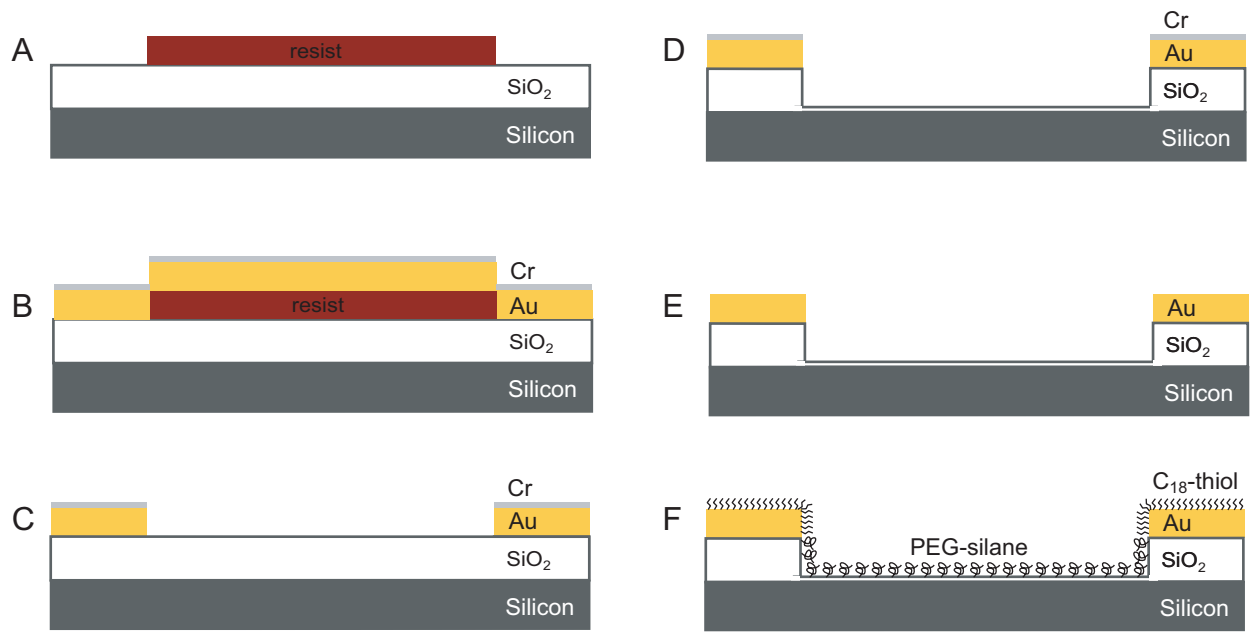 A
resist
SiO₂
Silicon
B
Cr
resist
Au
SiO₂
Silicon
C
Cr
Au
SiO₂
Silicon
D
Cr
Au
SiO₂
Silicon
E
Au
SiO₂
Silicon
F
C₁₈-thiol
Au
PEG-silane
SiO₂
Silicon